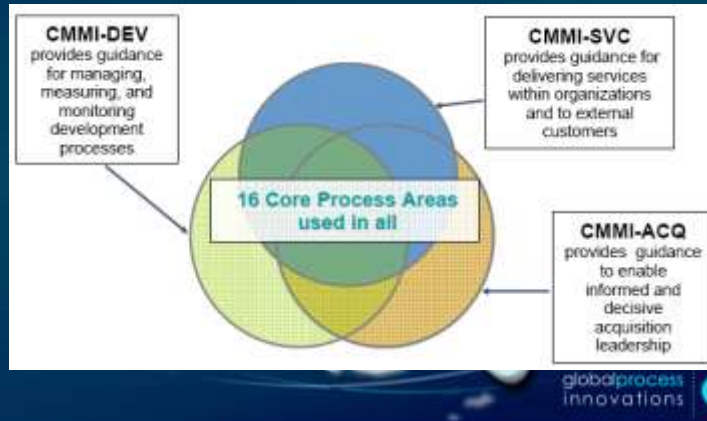 CMMI-DEV
provides guidance
for managing,
measuring, and
monitoring
development
processes
CMMI-SVC
provides guidance for
delivering services
within organizations
and to external
customers
16 Core Process Areas
used in all
CMMI-ACQ
provides guidance
to enable
informed and
decisive
acquisition
leadership
globalprocess
innovations